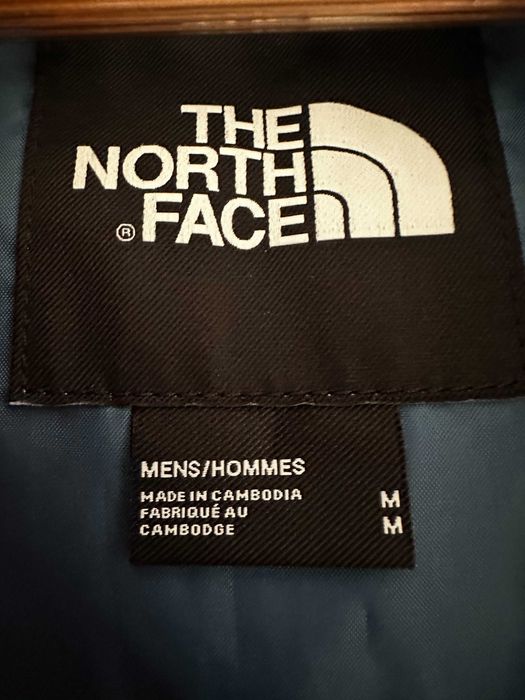 THE
NORTH
® FACE
MENS/HOMMES
MADE IN CAMBODIA M
FABRIQUÉ AU
CAMBODGE M